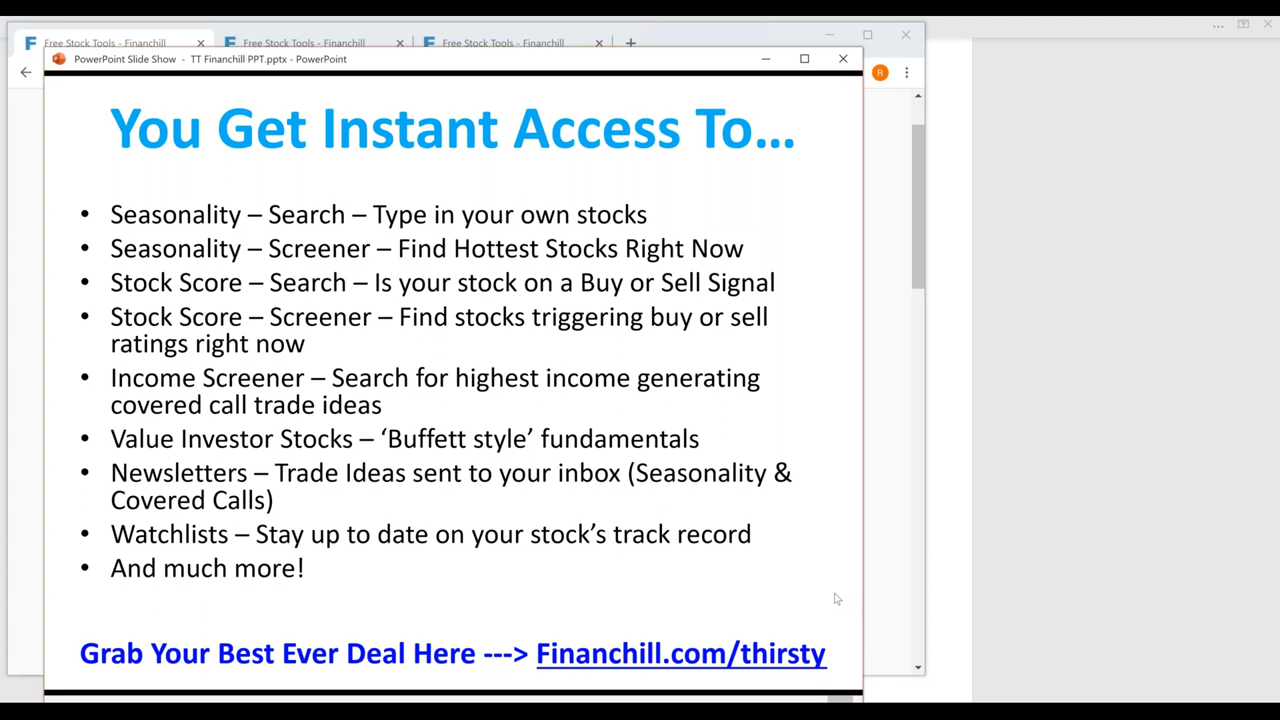 Free Stock Tools - Financhill
Free Stock Tools - Financhill
Free Stock Tools - Financhill
PowerPoint Slide Show - TT Financhill PPT.pptx - PowerPoint
R
You Get Instant Access To...
• Seasonality – Search – Type in your own stocks
• Seasonality – Screener – Find Hottest Stocks Right Now
• Stock Score – Search – Is your stock on a Buy or Sell Signal
• Stock Score – Screener – Find stocks triggering buy or sell
ratings right now
• Income Screener – Search for highest income generating
covered call trade ideas
• Value Investor Stocks – ‘Buffett style’ fundamentals
• Newsletters – Trade Ideas sent to your inbox (Seasonality &
Covered Calls)
• Watchlists – Stay up to date on your stock’s track record
• And much more!
Grab Your Best Ever Deal Here ---> Financhill.com/thirsty